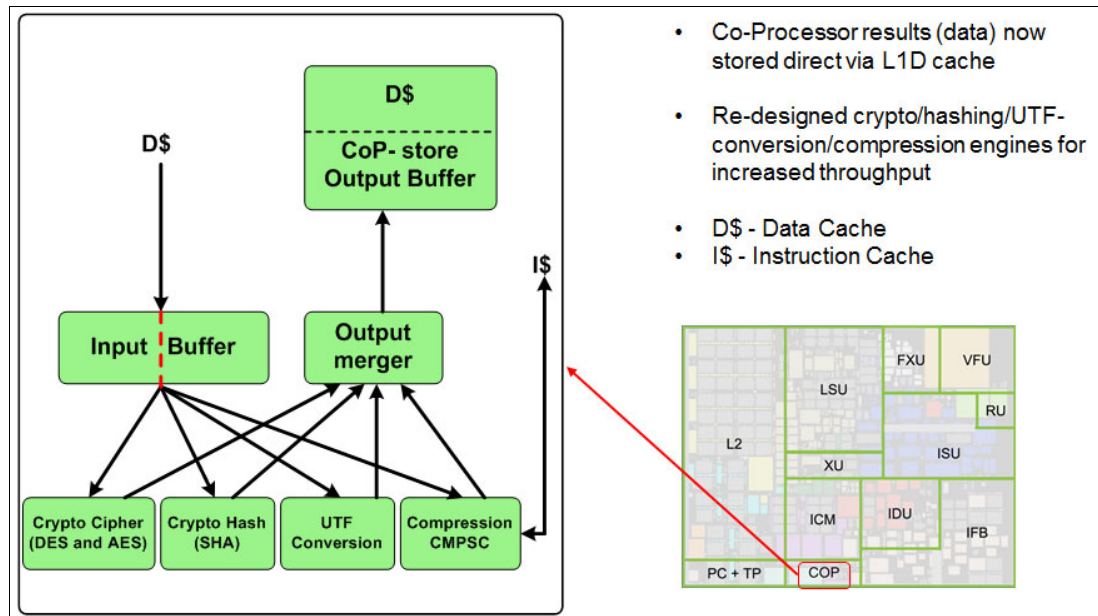 D$
CoP- store
Output Buffer
D$
I$
Input Buffer
Output
merger
Crypto Cipher
(DES and AES)
Crypto Hash
(SHA)
UTF
Conversion
Compression
CMPSC
• Co-Processor results (data) now
stored direct via L1D cache
• Re-designed crypto/hashing/UTF-
conversion/compression engines for
increased throughput
• D$ - Data Cache
• I$ - Instruction Cache
FXU
VFU
LSU
RU
L2
ISU
XU
ICM
IDU
IFB
PC + TP
COP